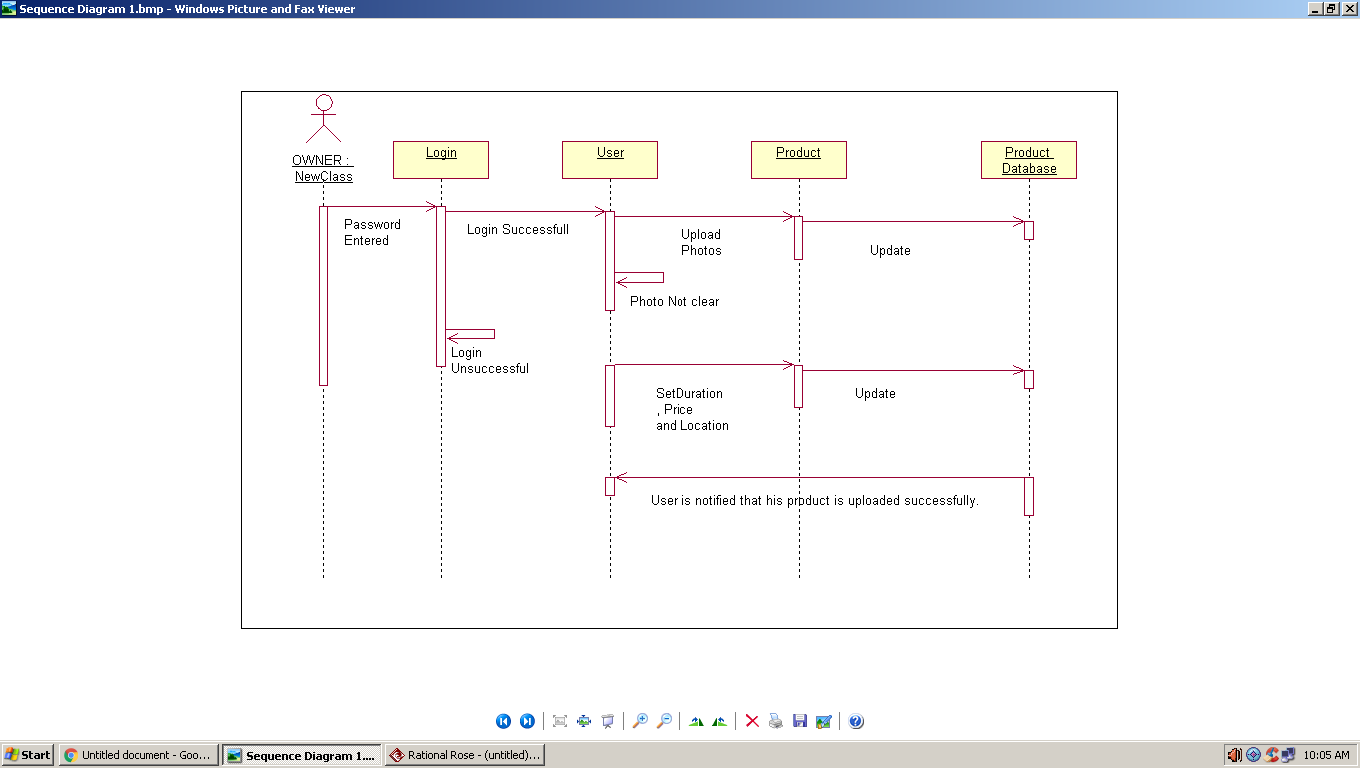 Sequence Diagram 1.bmp - Windows Picture and Fax Viewer
OWNER :
NewClass
Login
User
Product
Product
Database
Password
Entered
Login Successfull
Upload
Photos
Update
Photo Not clear
Login
Unsuccessful
SetDuration
, Price
and Location
Update
User is notified that his product is uploaded successfully.
Start
Untitled document - Goo...
Sequence Diagram 1....
Rational Rose - (untitled)...
10:05 AM